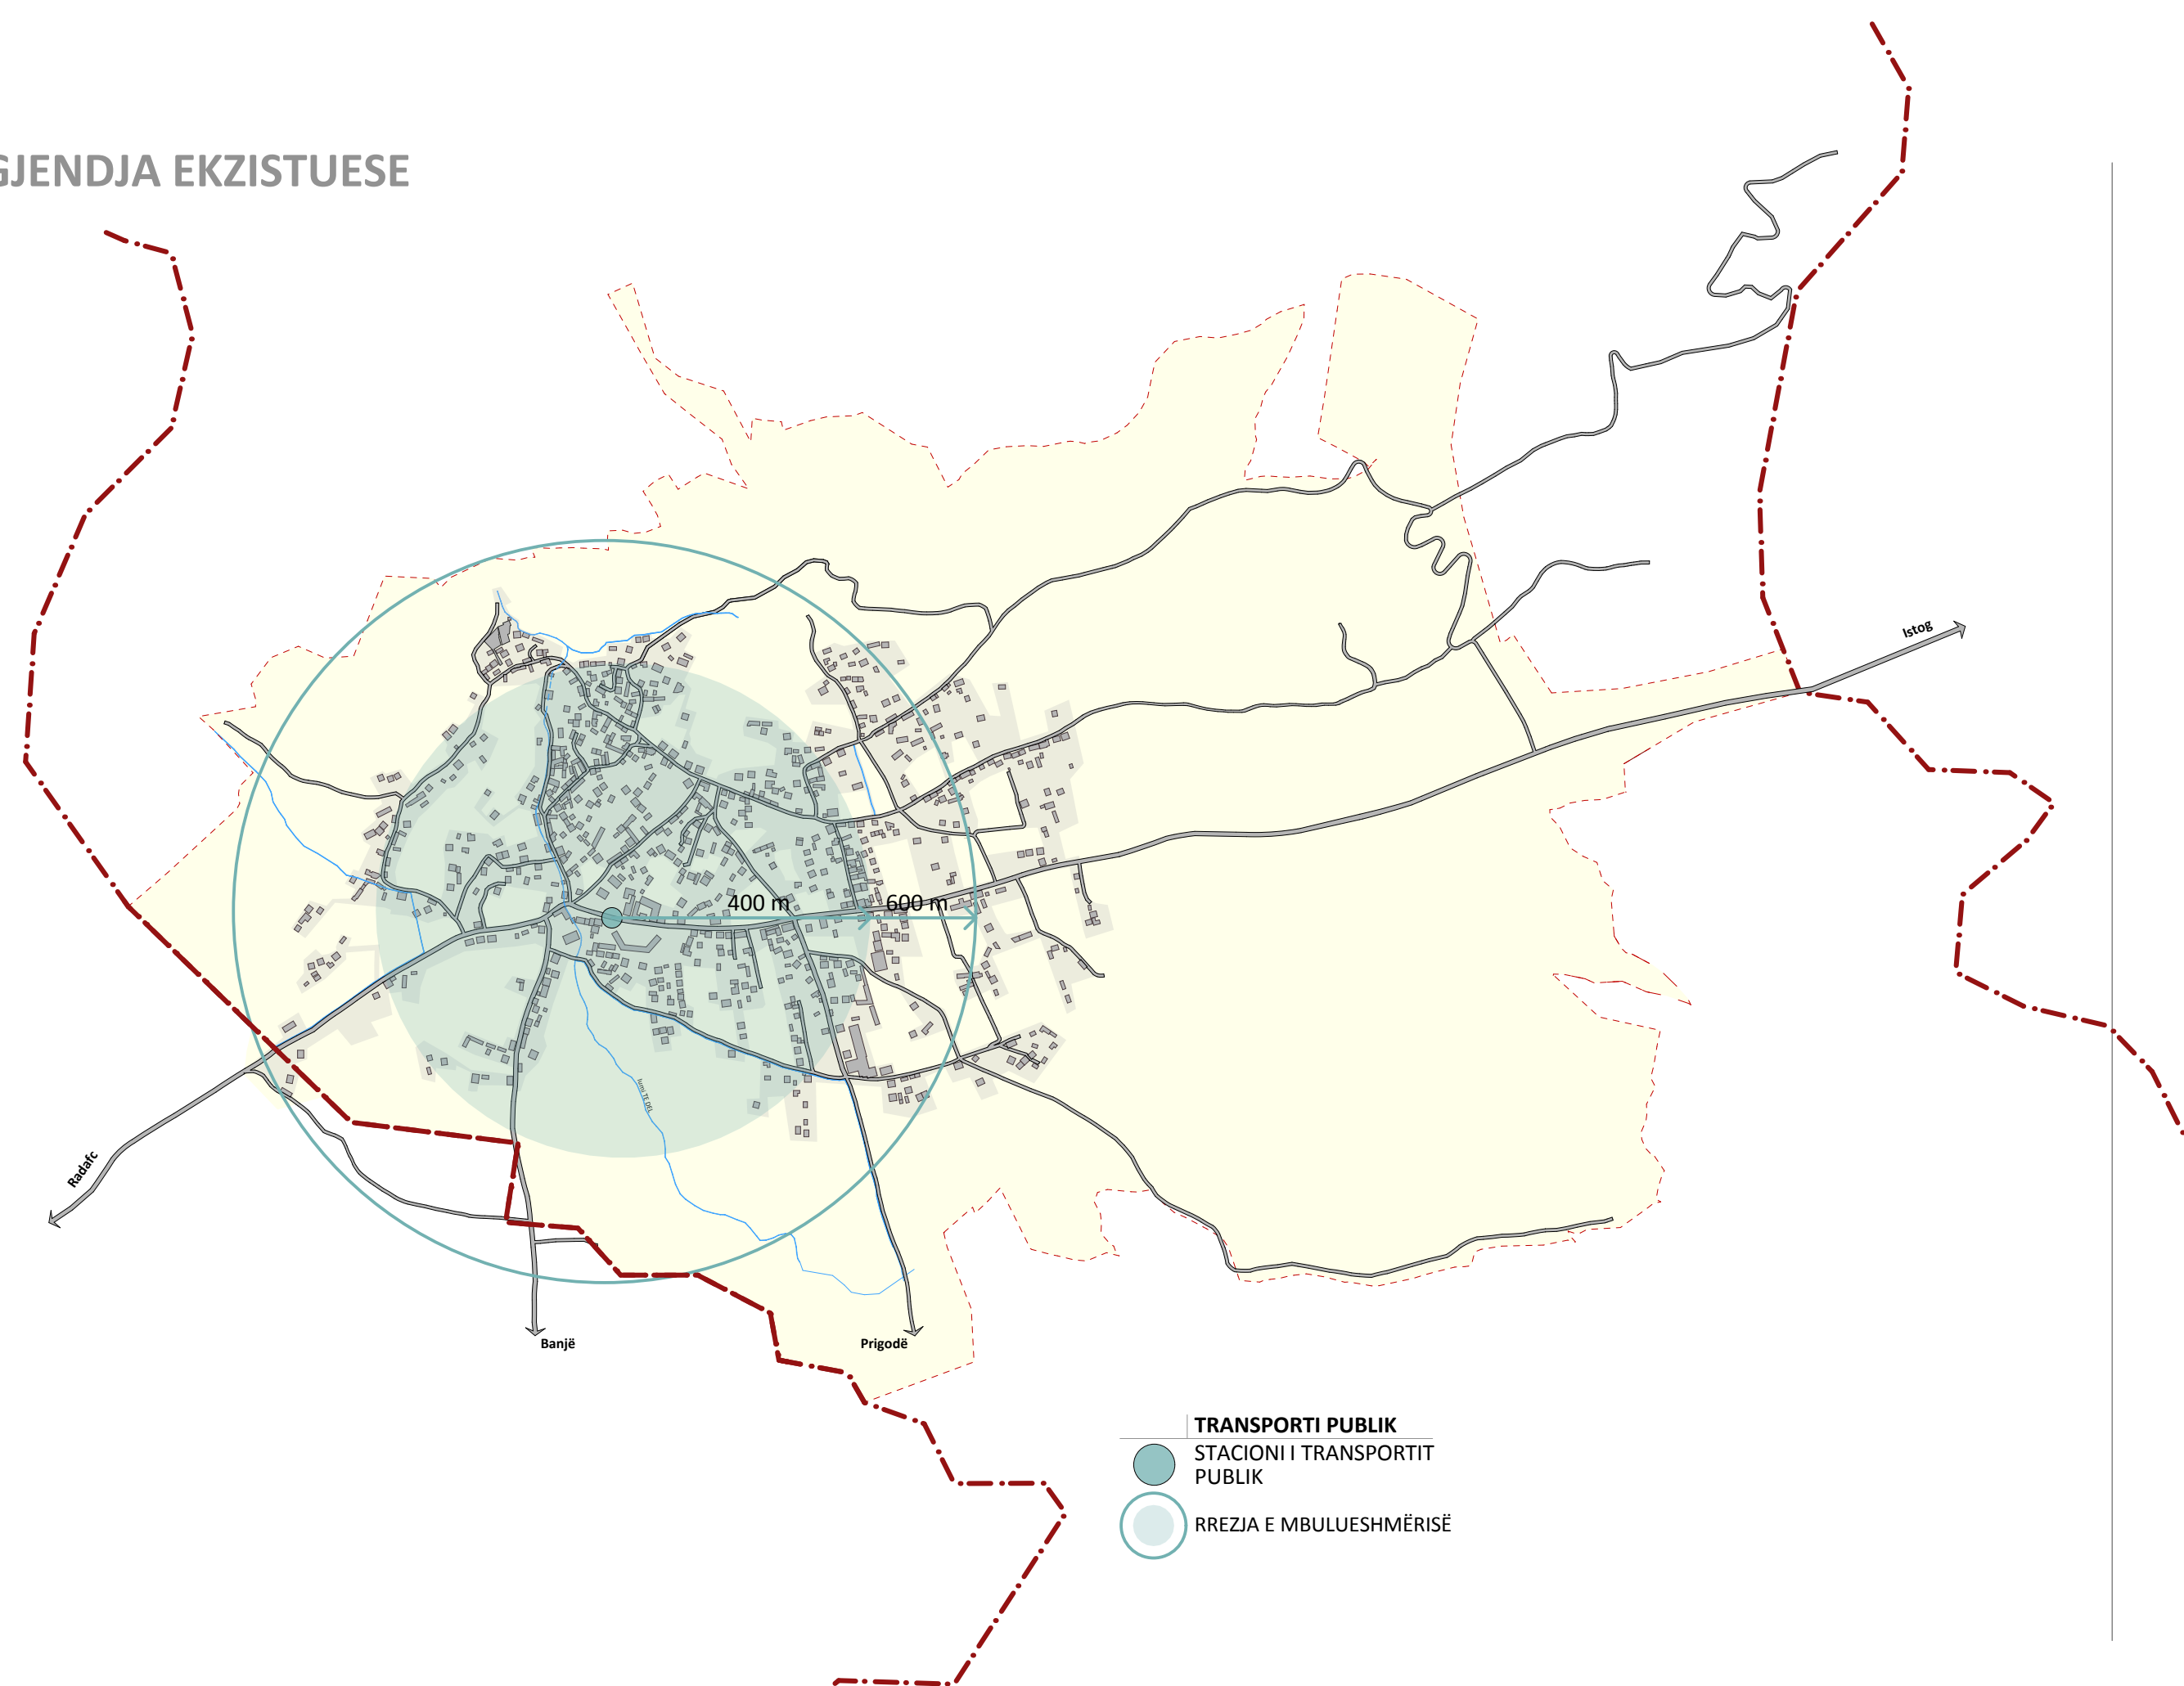 GJENDJA EKZISTUESE
Istog
400 m
600 m
Radafc
Banjë
Prigodë
TRANSPORTI PUBLIK
STACIONI I TRANSPORTIT
PUBLIK
RREZJA E MBULUESHMËRISË